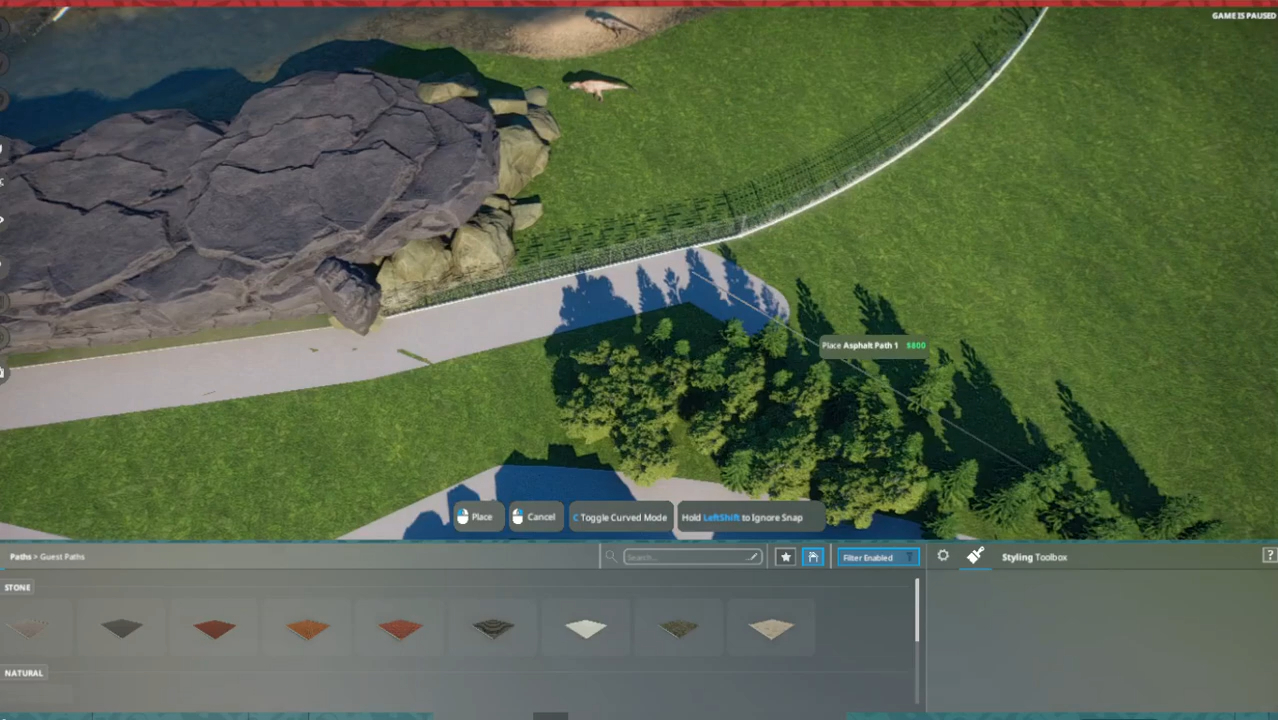 GAME IS PAUSED
Place Asphalt Path 1 $800
Place
Cancel
C Toggle Curved Mode
Hold LeftShift to Ignore Snap
Paths > Guest Paths
Search...
Filter Enabled
Styling Toolbox
?
STONE
NATURAL